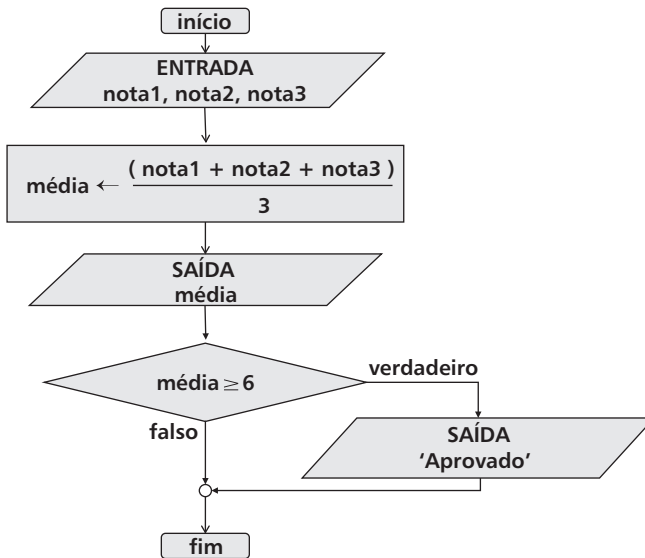 início
ENTRADA
nota1, nota2, nota3
média ← ( nota1 + nota2 + nota3 )
3
SAÍDA
média
média ≥ 6
verdadeiro
falso
SAÍDA
‘Aprovado’
fim